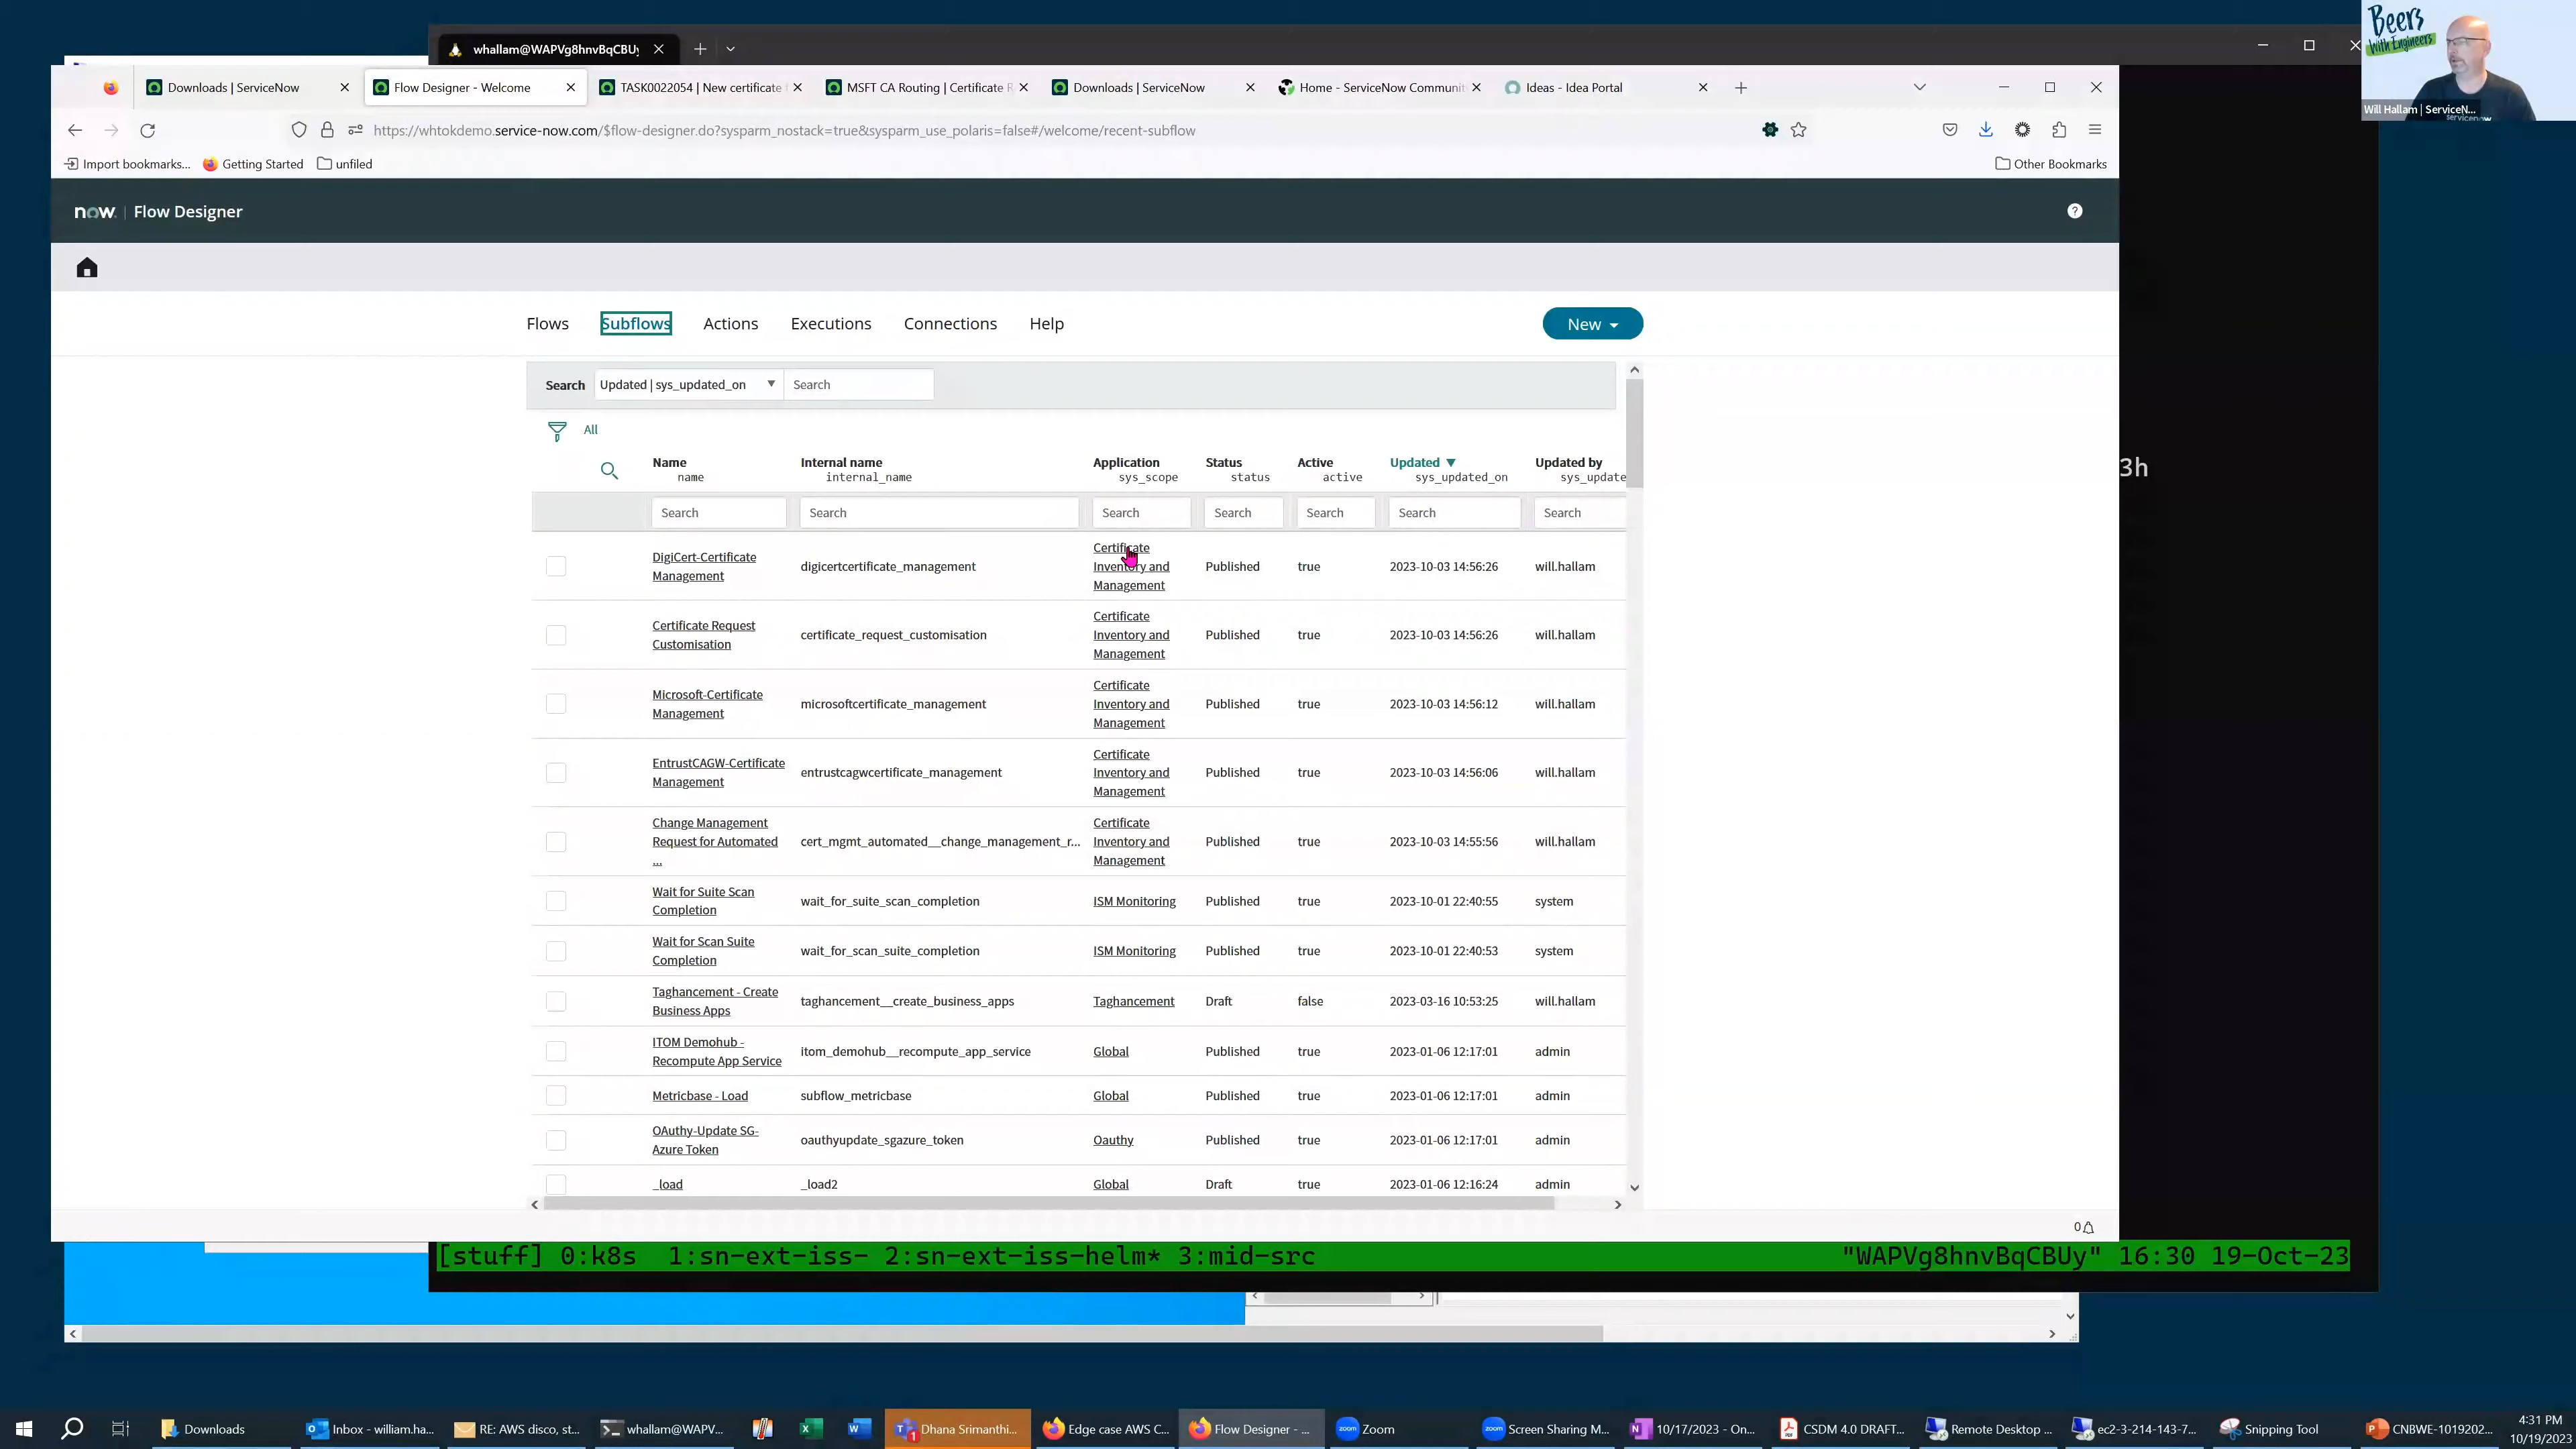 Beers
With Engineers
whallam@WAPVg8hnvBqCBUy
Downloads | ServiceNow
Flow Designer - Welcome
TASK0022054 | New certificate
MSFT CA Routing | Certificate R
Downloads | ServiceNow
Home - ServiceNow Communit
Ideas - Idea Portal
Will Hallam | ServiceN...
servicenow
https://whtokdemo.service-now.com/$flow-designer.do?sysparm_nostack=true&sysparm_use_polaris=false#/welcome/recent-subflow
Import bookmarks...
Getting Started
unfiled
Other Bookmarks
now.
Flow Designer
?
Flows
Subflows
Actions
Executions
Connections
Help
New
Search
Updated | sys_updated_on
Search
All
Name
name
Internal name
internal_name
Application
sys_scope
Status
status
Active
active
Updated
sys_updated_on
Updated by
sys_update
3h
Search
Search
Search
Search
Search
Search
Search
DigiCert-Certificate
Management
digicertcertificate_management
Certificate
Inventory and
Management
Published
true
2023-10-03 14:56:26
will.hallam
Certificate Request
Customisation
certificate_request_customisation
Certificate
Inventory and
Management
Published
true
2023-10-03 14:56:26
will.hallam
Microsoft-Certificate
Management
microsoftcertificate_management
Certificate
Inventory and
Management
Published
true
2023-10-03 14:56:12
will.hallam
EntrustCAGW-Certificate
Management
entrustcagwcertificate_management
Certificate
Inventory and
Management
Published
true
2023-10-03 14:56:06
will.hallam
Change Management
Request for Automated
...
cert_mgmt_automated__change_management_r...
Certificate
Inventory and
Management
Published
true
2023-10-03 14:55:56
will.hallam
Wait for Suite Scan
Completion
wait_for_suite_scan_completion
ISM Monitoring
Published
true
2023-10-01 22:40:55
system
Wait for Scan Suite
Completion
wait_for_scan_suite_completion
ISM Monitoring
Published
true
2023-10-01 22:40:53
system
Taghancement - Create
Business Apps
taghancement__create_business_apps
Taghancement
Draft
false
2023-03-16 10:53:25
will.hallam
ITOM Demohub -
Recompute App Service
itom_demohub__recompute_app_service
Global
Published
true
2023-01-06 12:17:01
admin
Metricbase - Load
subflow_metricbase
Global
Published
true
2023-01-06 12:17:01
admin
OAuthy-Update SG-
Azure Token
oauthyupdate_sgazure_token
Oauthy
Published
true
2023-01-06 12:17:01
admin
_load
_load2
Global
Draft
true
2023-01-06 12:16:24
admin
0
[stuff] 0:k8s 1:sn-ext-iss- 2:sn-ext-iss-helm* 3:mid-src
"WAPVg8hnvBqCBUy" 16:30 19-Oct-23
Downloads
Inbox - william.ha...
RE: AWS disco, st...
whallam@WAPV...
1
Dhana Srimanthi...
Edge case AWS C...
Flow Designer - ...
zoom
Zoom
zoom
Screen Sharing M...
10/17/2023 - On...
CSDM 4.0 DRAFT...
Remote Desktop ...
ec2-3-214-143-7...
Snipping Tool
CNBWE-1019202...
4:31 PM
10/19/2023